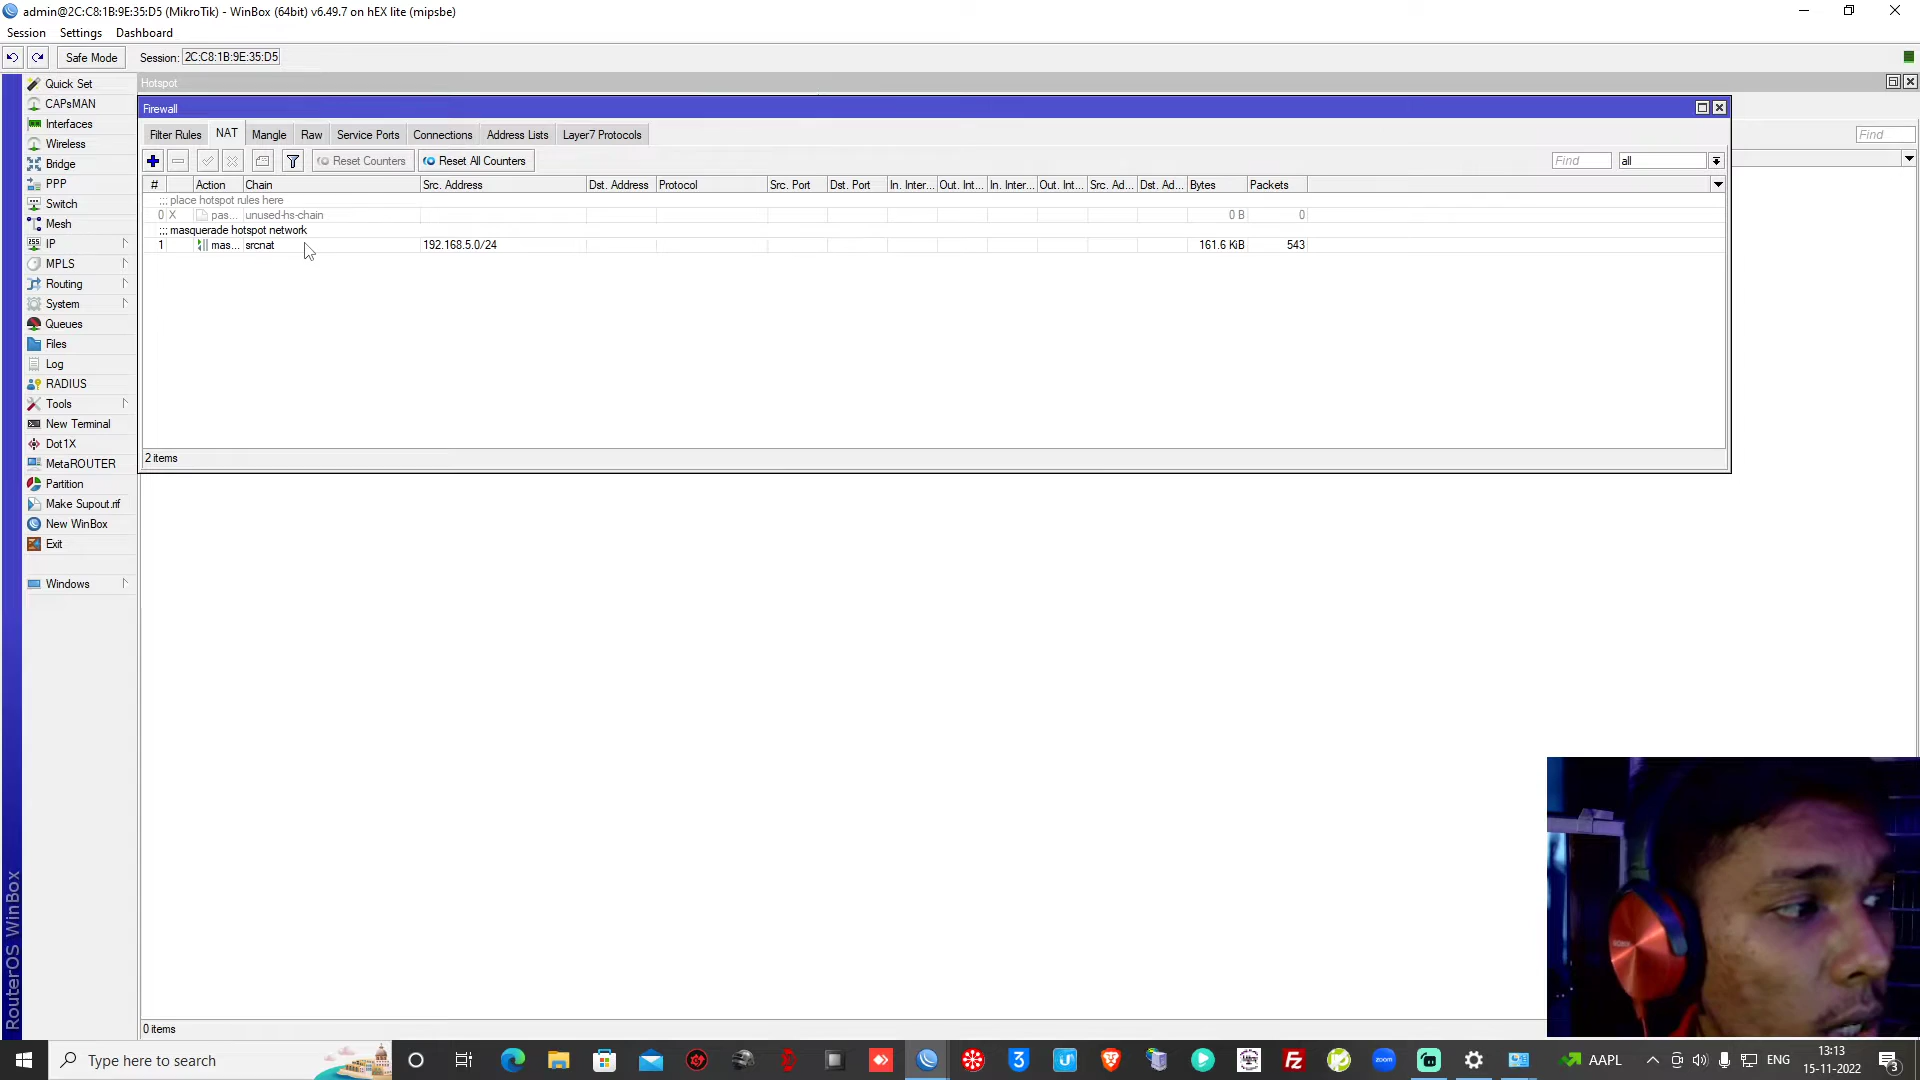 admin@2C:C8:1B:9E:35:D5 (MikroTik) - WinBox (64bit) v6.49.7 on hEX lite (mipsbe)
Session Settings Dashboard
Safe Mode Session: 2C:C8:1B:9E:35:D5
Quick Set
CAPsMAN
Interfaces
Wireless
Bridge
PPP
Switch
Mesh
IP
MPLS
Routing
System
Queues
Files
Log
RADIUS
Tools
New Terminal
Dot1X
MetaROUTER
Partition
Make Supout.rif
New WinBox
Exit
Windows
RouterOS WinBox
Hotspot
Find
Firewall
Filter Rules NAT Mangle Raw Service Ports Connections Address Lists Layer7 Protocols
Reset Counters Reset All Counters Find all
# Action Chain Src. Address Dst. Address Protocol Src. Port Dst. Port In. Inter... Out. Int... In. Inter... Out. Int... Src. Ad... Dst. Ad... Bytes Packets
;;; place hotspot rules here
0 X pas... unused-hs-chain 0 B 0
;;; masquerade hotspot network
1 mas... srcnat 192.168.5.0/24 161.6 KiB 543
2 items
0 items
Type here to search
AAPL ENG 13:13
15-11-2022
3